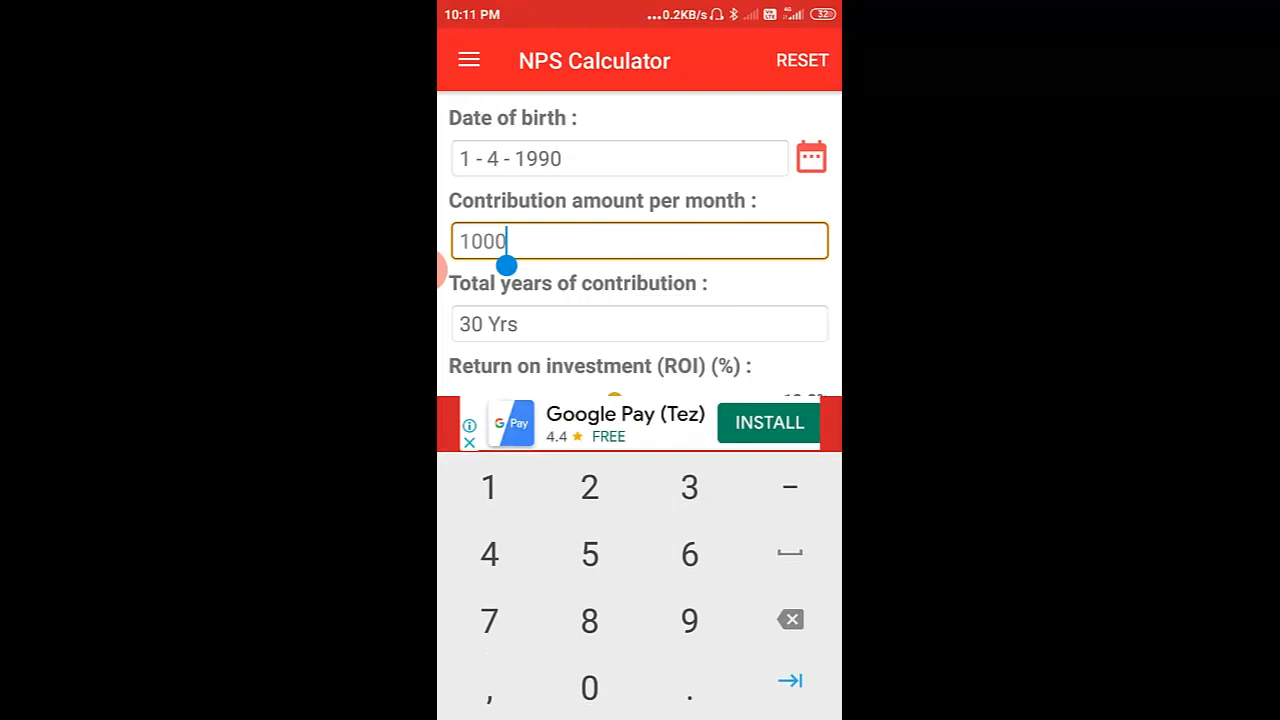 10:11 PM
...0.2KB/s
32
NPS Calculator
RESET
Date of birth :
1 - 4 - 1990
Contribution amount per month :
1000
Total years of contribution :
30 Yrs
Return on investment (ROI) (%) :
G Pay
Google Pay (Tez)
4.4 ★ FREE
INSTALL
1 2 3 -
4 5 6
7 8 9
, 0 .